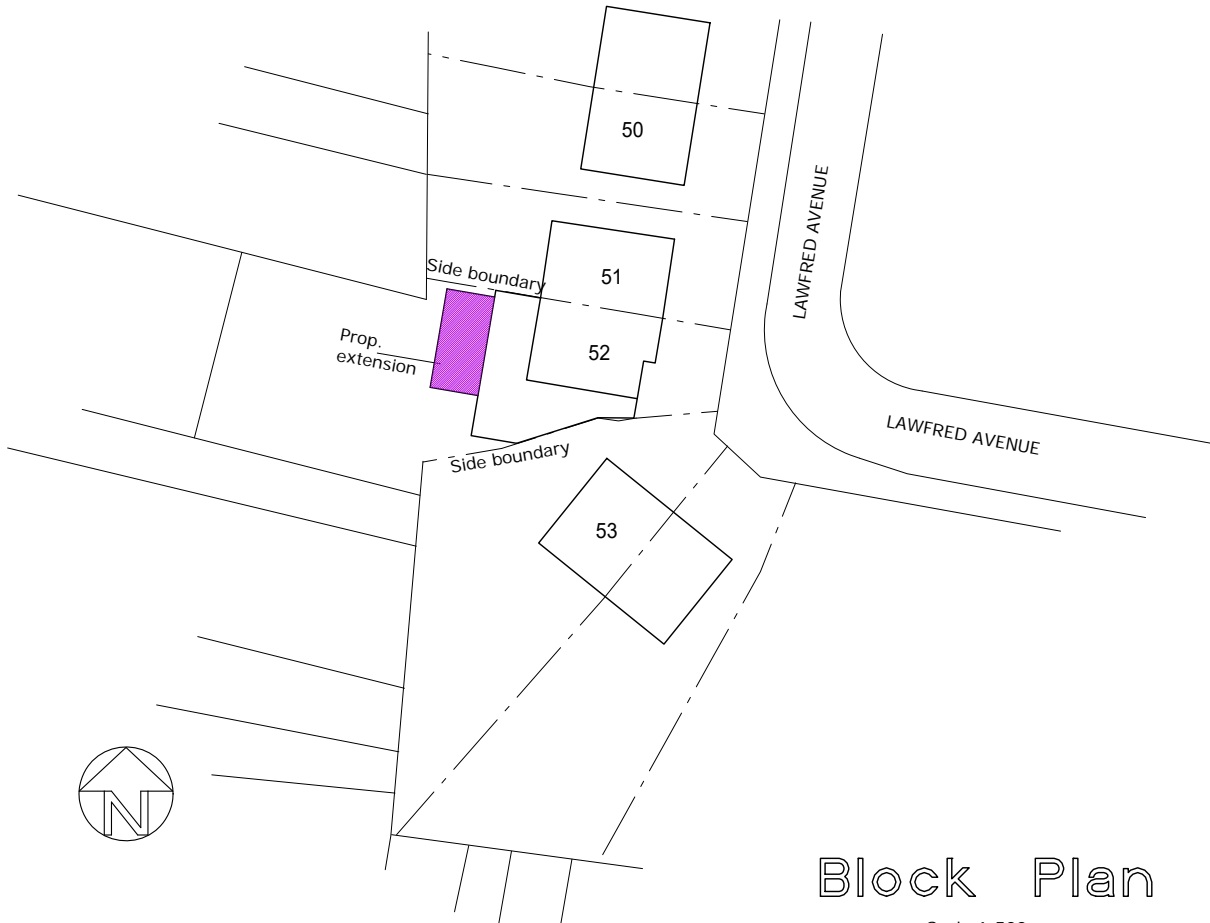 50
LAWFRED AVENUE
51
Side boundary
52
Prop.
extension
LAWFRED AVENUE
Side boundary
53
N
Block Plan